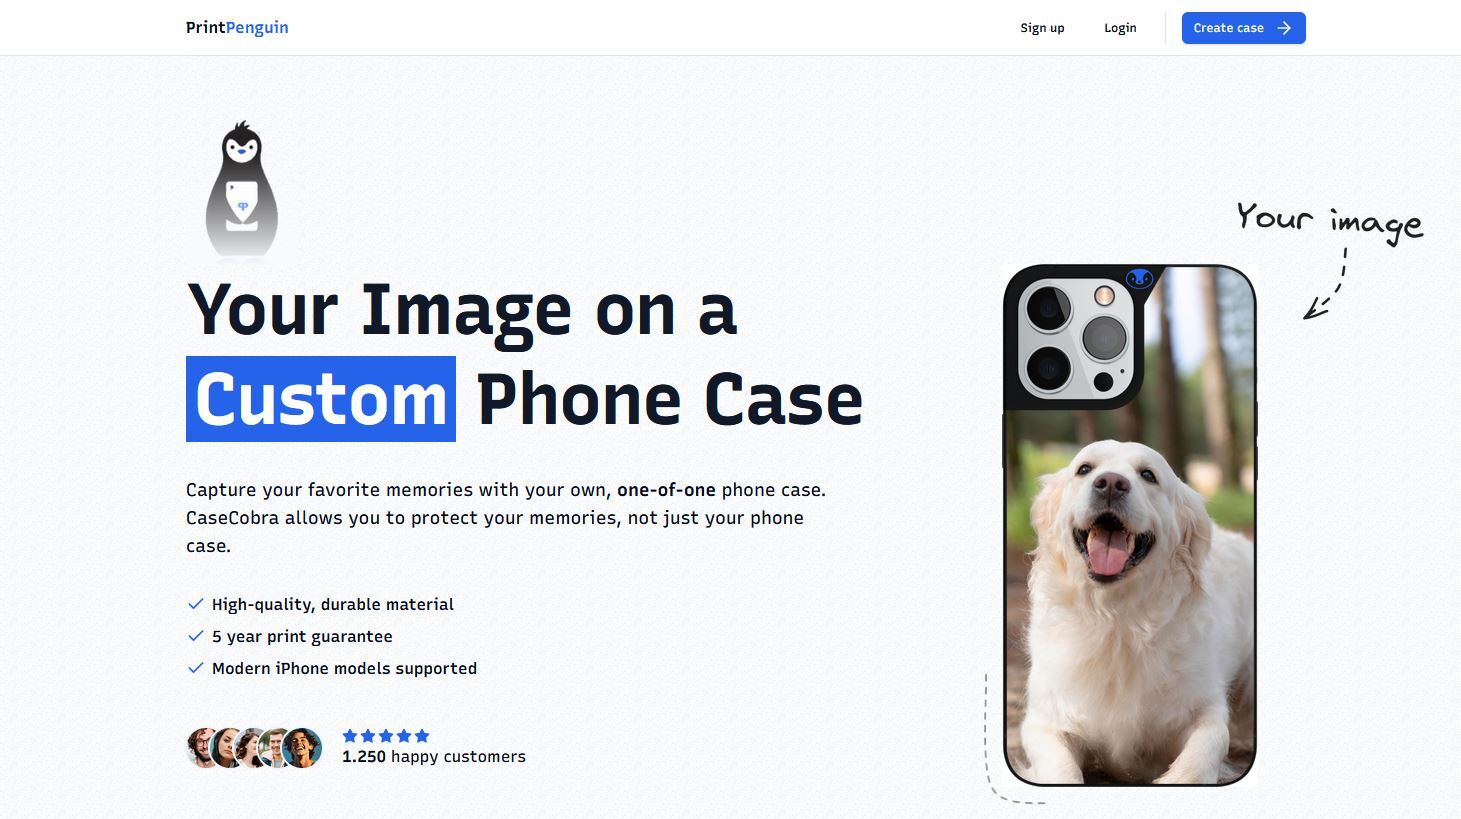 PrintPenguin
Sign up
Login
Create case
Your Image on a
Custom Phone Case
Your image
Capture your favorite memories with your own, one-of-one phone case.
CaseCobra allows you to protect your memories, not just your phone
case.
High-quality, durable material
5 year print guarantee
Modern iPhone models supported
1.250 happy customers